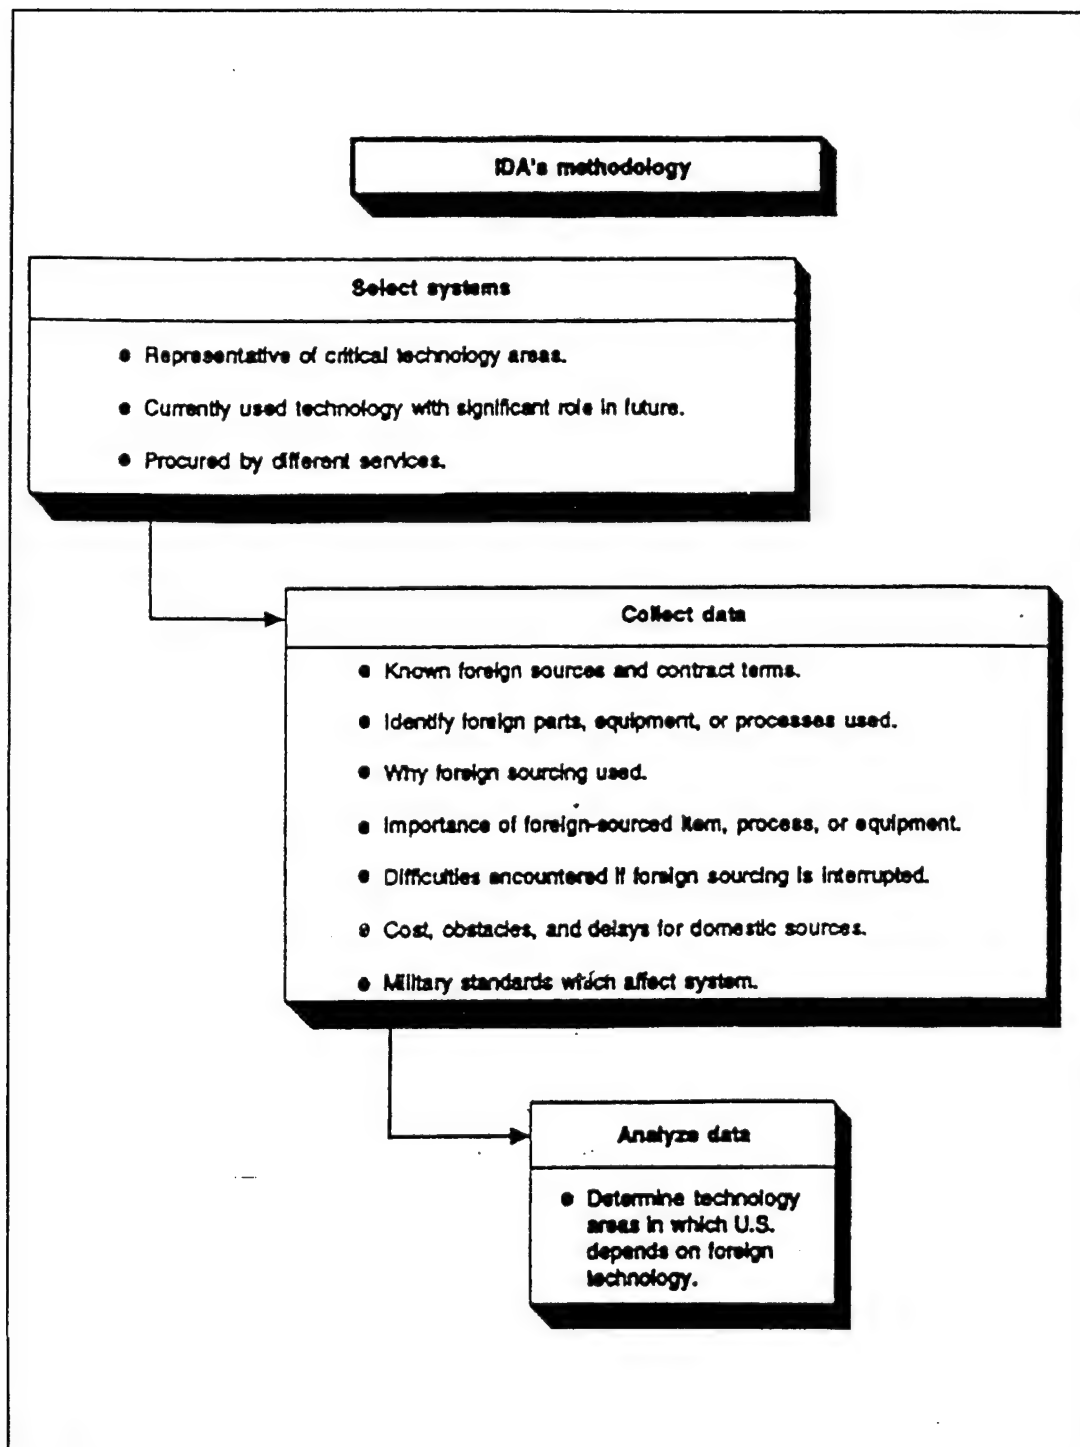 IDA's methodology
Select systems
● Representative of critical technology areas.
● Currently used technology with significant role in future.
● Procured by different services.
Collect data
● Known foreign sources and contract terms.
● Identify foreign parts, equipment, or processes used.
● Why foreign sourcing used.
● Importance of foreign-sourced item, process, or equipment.
● Difficulties encountered if foreign sourcing is interrupted.
● Cost, obstacles, and delays for domestic sources.
● Military standards which affect system.
Analyze data
● Determine technology
areas in which U.S.
depends on foreign
technology.